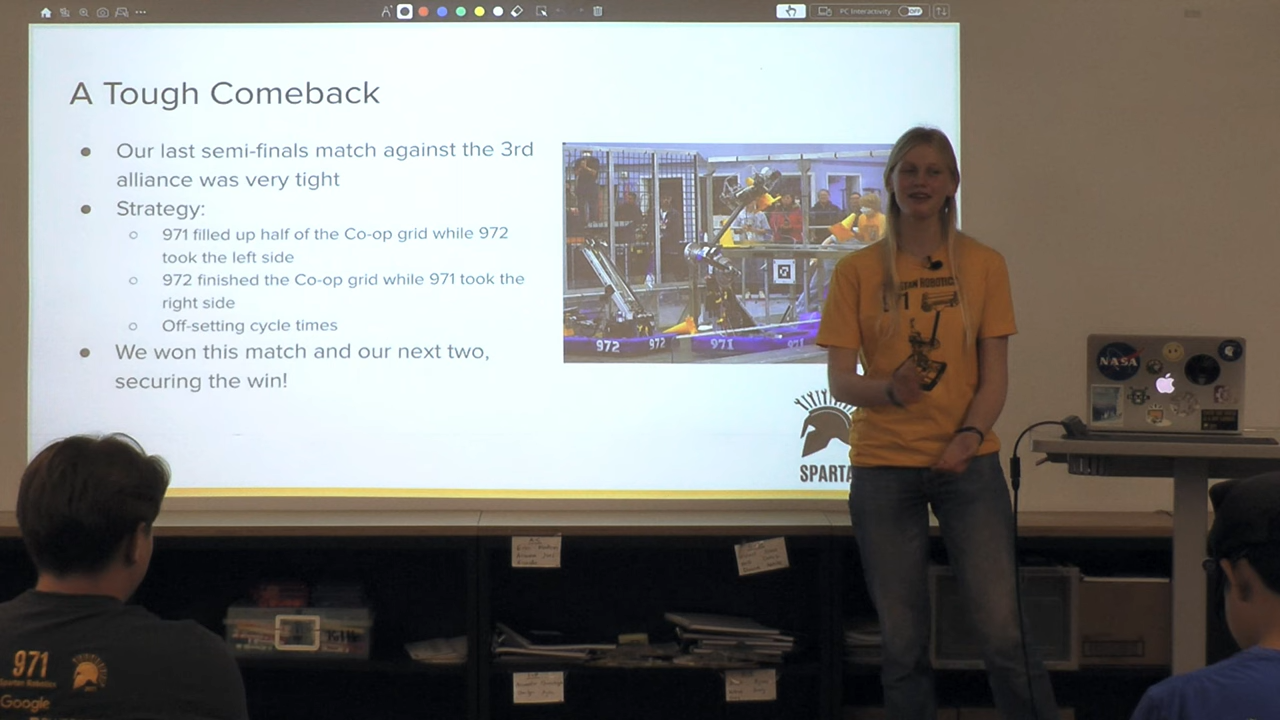 PC Interactivity
OFF
A Tough Comeback
Our last semi-finals match against the 3rd
alliance was very tight
Strategy:
971 filled up half of the Co-op grid while 972
took the left side
972 finished the Co-op grid while 971 took the
right side
Off-setting cycle times
We won this match and our next two,
securing the win!
972
972
971
971
SPARTA
NASA
971
Spartan Robotics
Google